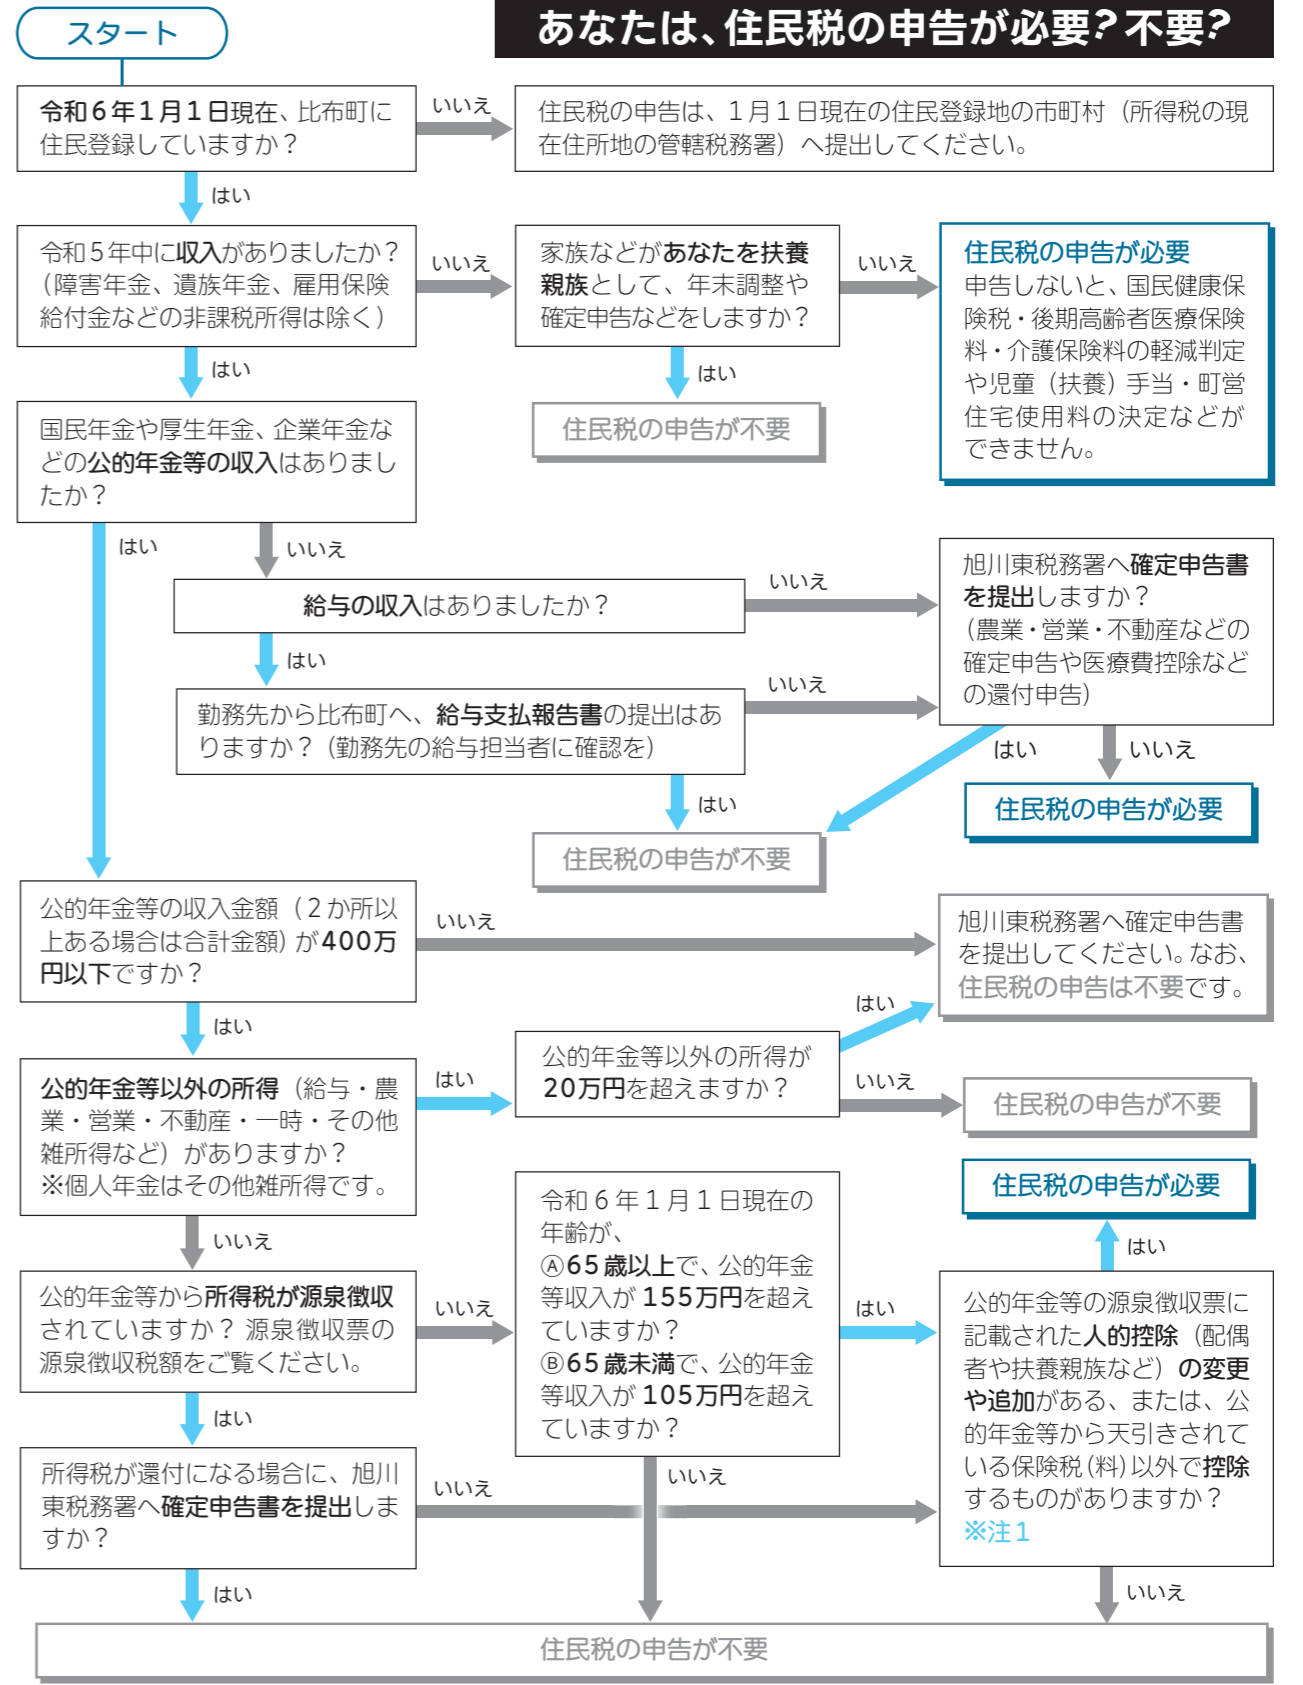 あなたは、住民税の申告が必要?不要?
スタート
令和６年１月１日現在、比布町に
住民登録していますか？
いいえ
住民税の申告は、１月１日現在の住民登録地の市町村（所得税の現
在住所地の管轄税務署）へ提出してください。
はい
令和５年中に収入がありましたか？
（障害年金、遺族年金、雇用保険
給付金などの非課税所得は除く）
いいえ
家族などがあなたを扶養
親族として、年末調整や
確定申告などをしますか？
いいえ
住民税の申告が必要
申告しないと、国民健康保
険税・後期高齢者医療保険
料・介護保険料の軽減判定
や児童（扶養）手当・町営
住宅使用料の決定などが
できません。
はい
はい
住民税の申告が不要
国民年金や厚生年金、企業年金な
どの公的年金等の収入はありまし
たか？
はい
いいえ
給与の収入はありましたか？
いいえ
旭川東税務署へ確定申告書
を提出しますか？
（農業・営業・不動産などの
確定申告や医療費控除など
の還付申告）
はい
勤務先から比布町へ、給与支払報告書の提出はあ
りますか？（勤務先の給与担当者に確認を）
いいえ
はい
いいえ
はい
住民税の申告が必要
住民税の申告が不要
公的年金等の収入金額（２か所以
上ある場合は合計金額）が400万
円以下ですか？
いいえ
旭川東税務署へ確定申告書
を提出してください。なお、
住民税の申告は不要です。
はい
公的年金等以外の所得（給与・農
業・営業・不動産・一時・その他
雑所得など）がありますか？
※個人年金はその他雑所得です。
はい
公的年金等以外の所得が
20万円を超えますか？
はい
いいえ
住民税の申告が不要
いいえ
公的年金等から所得税が源泉徴収
されていますか？ 源泉徴収票の
源泉徴収税額をご覧ください。
いいえ
令和６年１月１日現在の
年齢が、
Ⓐ65歳以上で、公的年金
等収入が155万円を超え
ていますか？
Ⓑ65歳未満で、公的年金
等収入が105万円を超え
ていますか？
はい
住民税の申告が必要
はい
公的年金等の源泉徴収票に
記載された人的控除（配偶
者や扶養親族など）の変更
や追加がある、または、公
的年金等から天引きされて
いる保険税（料）以外で控除
するものがありますか？
※注１
はい
所得税が還付になる場合に、旭川
東税務署へ確定申告書を提出しま
すか？
いいえ
いいえ
はい
いいえ
住民税の申告が不要